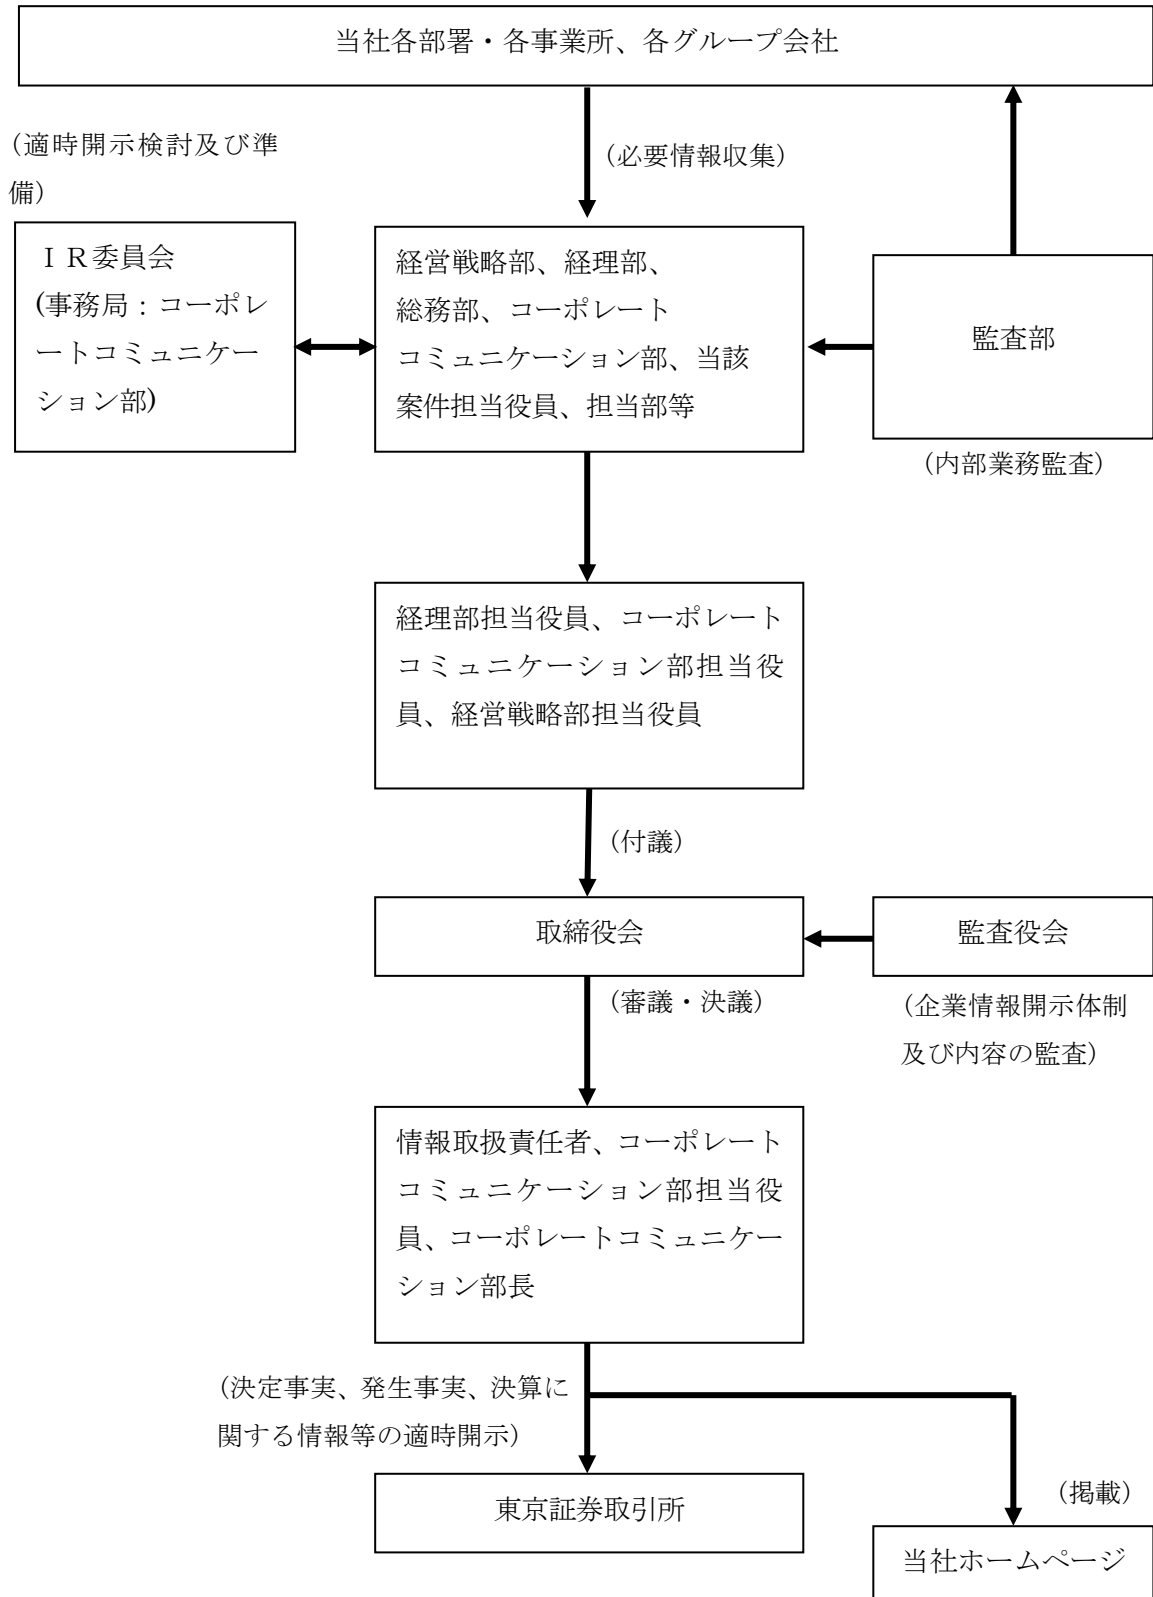 当社各部署・各事業所、各グループ会社
（適時開示検討及び準
備）
（必要情報収集）
ＩＲ委員会
(事務局：コーポレ
ートコミュニケー
ション部)
経営戦略部、経理部、
総務部、コーポレート
コミュニケーション部、当該
案件担当役員、担当部等
監査部
（内部業務監査）
経理部担当役員、コーポレート
コミュニケーション部担当役
員、経営戦略部担当役員
（付議）
取締役会
監査役会
（審議・決議）
（企業情報開示体制
及び内容の監査）
情報取扱責任者、コーポレート
コミュニケーション部担当役
員、コーポレートコミュニケー
ション部長
（決定事実、発生事実、決算に
関する情報等の適時開示）
東京証券取引所
（掲載）
当社ホームページ